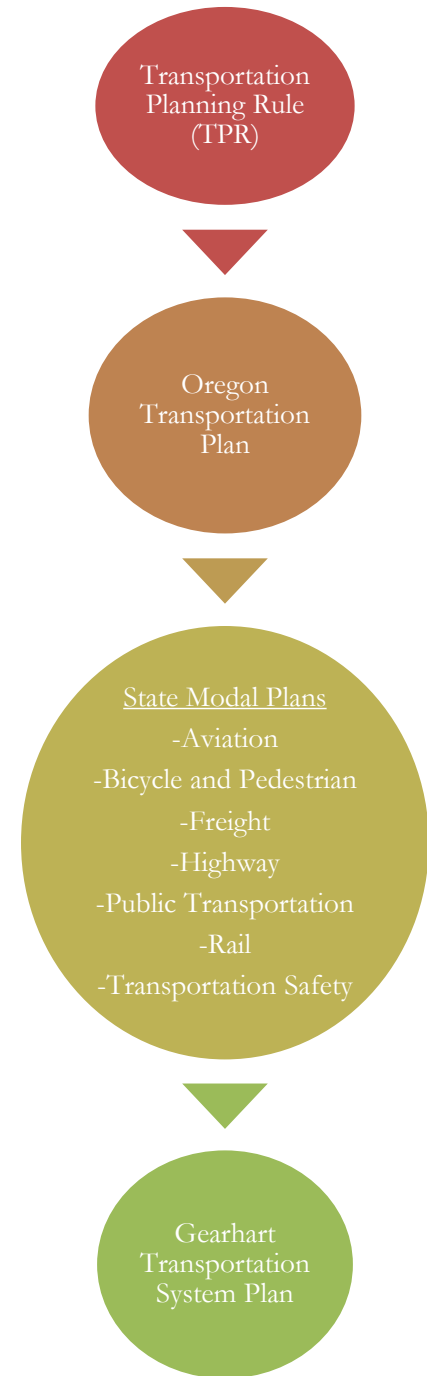 Transportation
Planning Rule
(TPR)
Oregon
Transportation
Plan
State Modal Plans
-Aviation
-Bicycle and Pedestrian
-Freight
-Highway
-Public Transportation
-Rail
-Transportation Safety
Gearhart
Transportation
System Plan